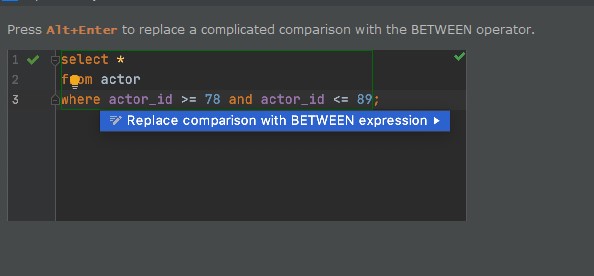 Press Alt+Enter to replace a complicated comparison with the BETWEEN operator.
1 select *
2 from actor
3 where actor_id >= 78 and actor_id <= 89;
Replace comparison with BETWEEN expression